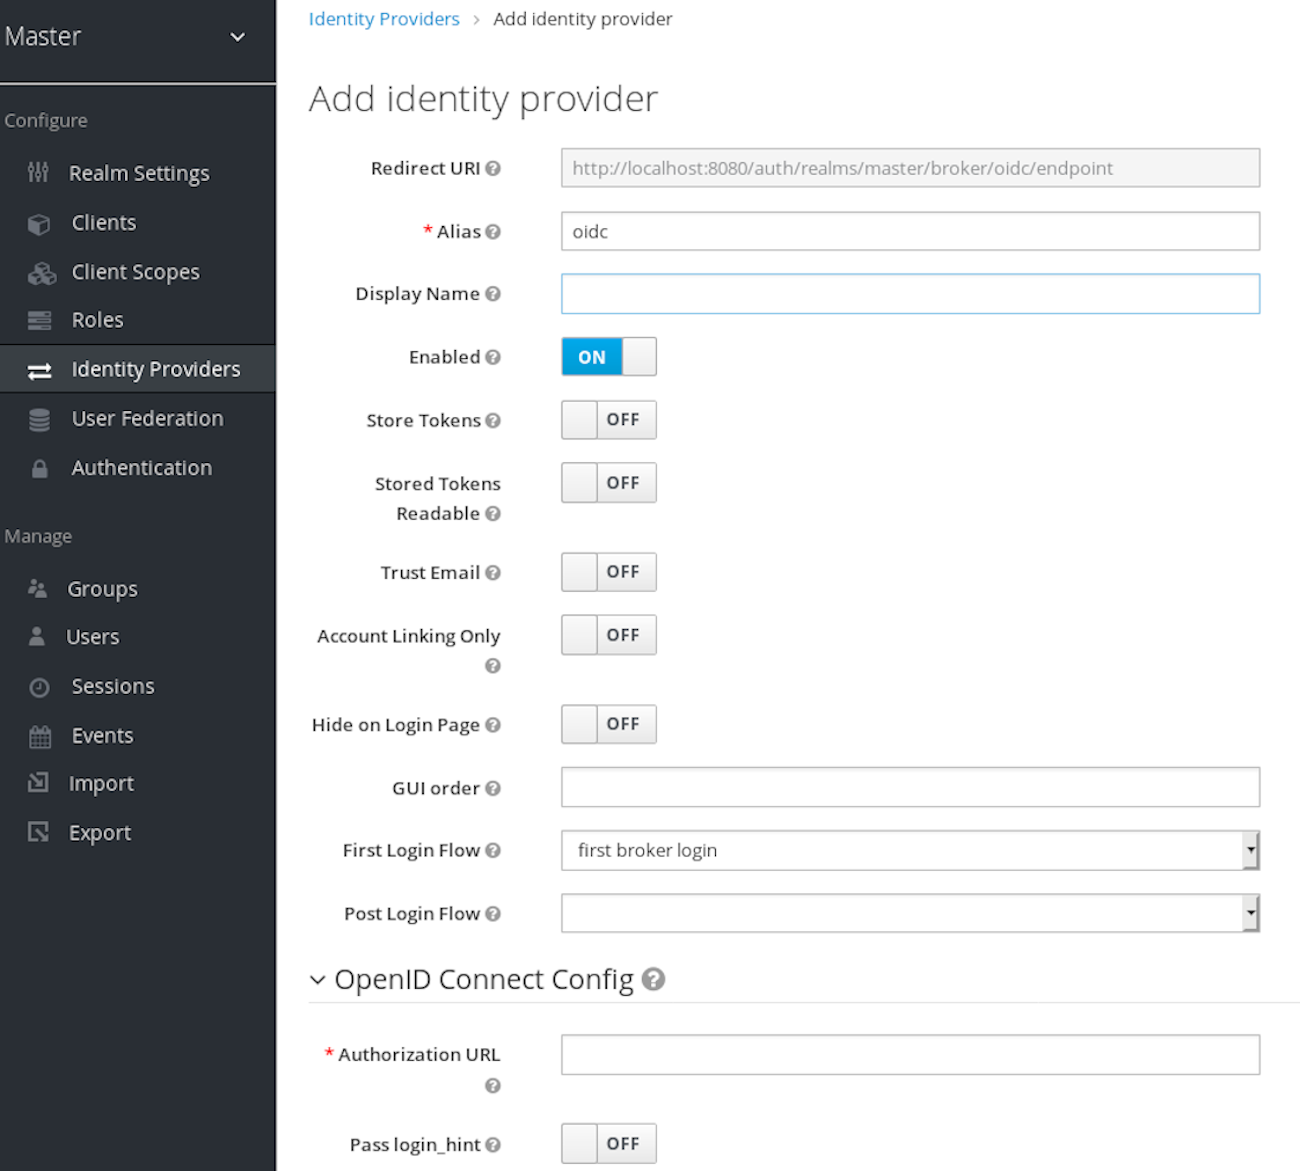 Master
Configure
Realm Settings
Clients
Client Scopes
Roles
Identity Providers
User Federation
Authentication
Manage
Groups
Users
Sessions
Events
Import
Export
Identity Providers › Add identity provider
Add identity provider
Redirect URI ? http://localhost:8080/auth/realms/master/broker/oidc/endpoint
* Alias ? oidc
Display Name ?
Enabled ? ON
Store Tokens ? OFF
Stored Tokens OFF
Readable ?
Trust Email ? OFF
Account Linking Only OFF
?
Hide on Login Page ? OFF
GUI order ?
First Login Flow ? first broker login
Post Login Flow ?
OpenID Connect Config ?
* Authorization URL
?
Pass login_hint ? OFF